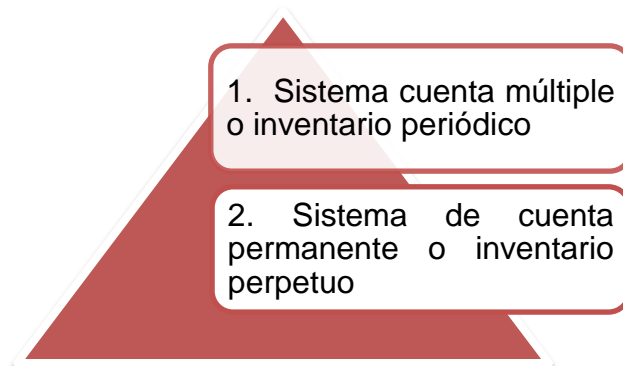 1. Sistema cuenta múltiple
o inventario periódico
2. Sistema de cuenta
permanente o inventario
perpetuo